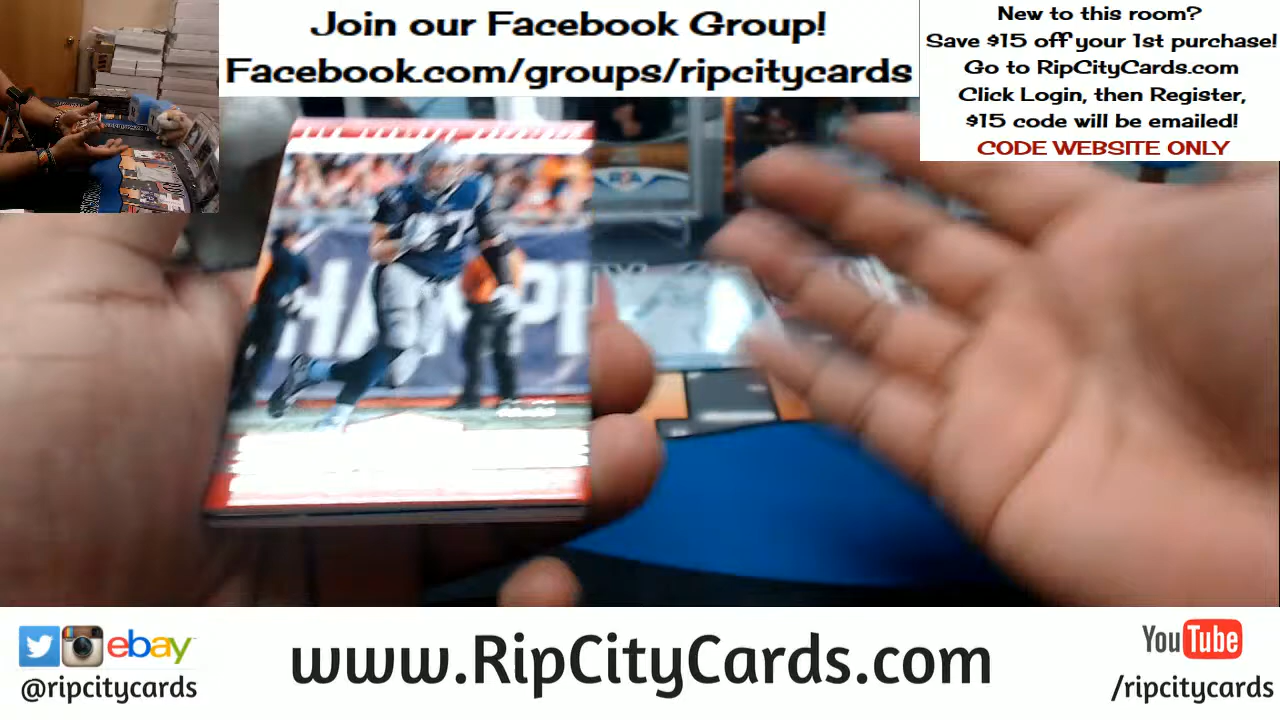 Join our Facebook Group!
Facebook.com/groups/ripcitycards
New to this room?
Save $15 off your 1st purchase!
Go to RipCityCards.com
Click Login, then Register,
$15 code will be emailed!
CODE WEBSITE ONLY
HAMPI
ebay
@ripcitycards
www.RipCityCards.com
YouTube
/ripcitycards